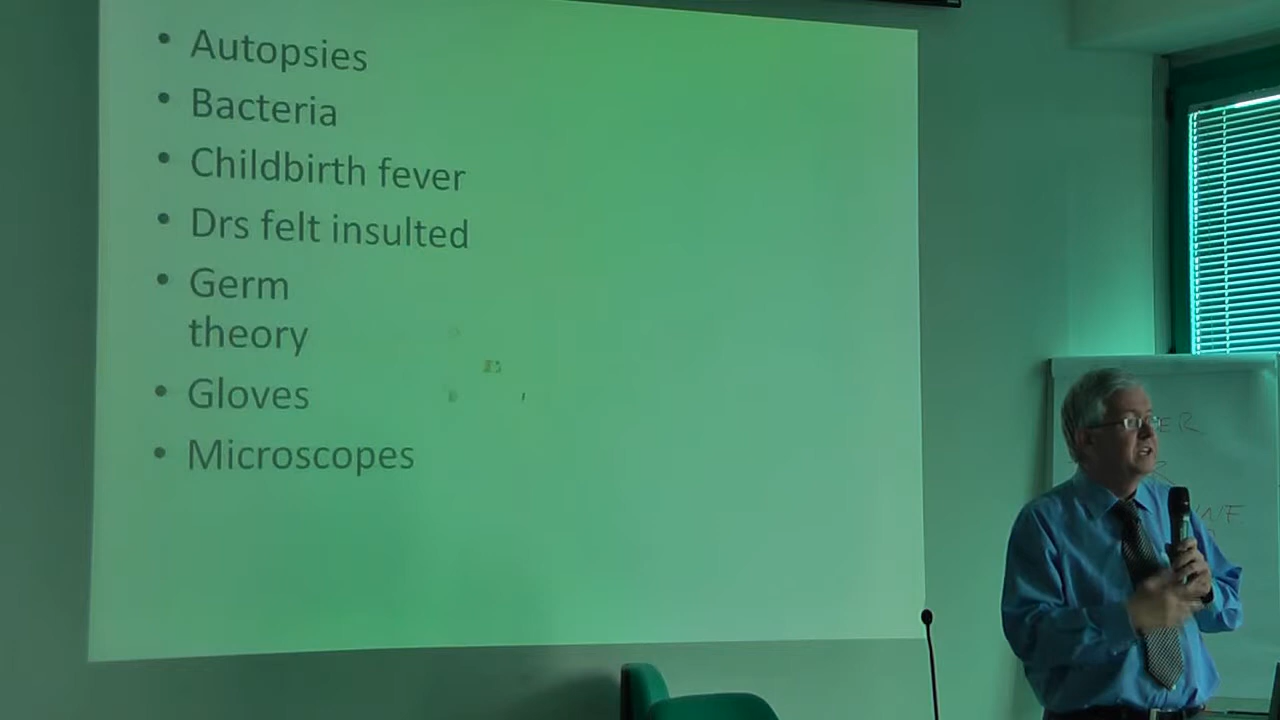 • Autopsies
• Bacteria
• Childbirth fever
• Drs felt insulted
• Germ
theory
• Gloves
• Microscopes